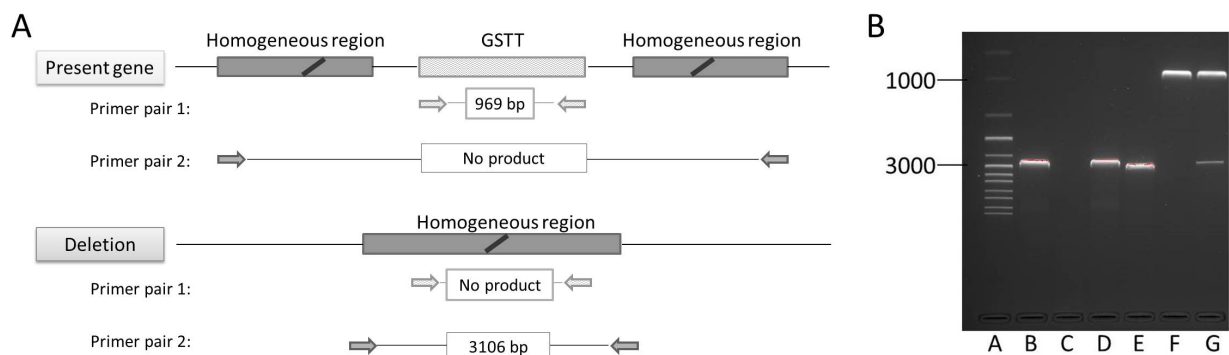 A
Homogeneous region GSTT Homogeneous region
Present gene
Primer pair 1: 969 bp
Primer pair 2: No product
Homogeneous region
Deletion
Primer pair 1: No product
Primer pair 2: 3106 bp
B
1000
3000
A B C D E F G